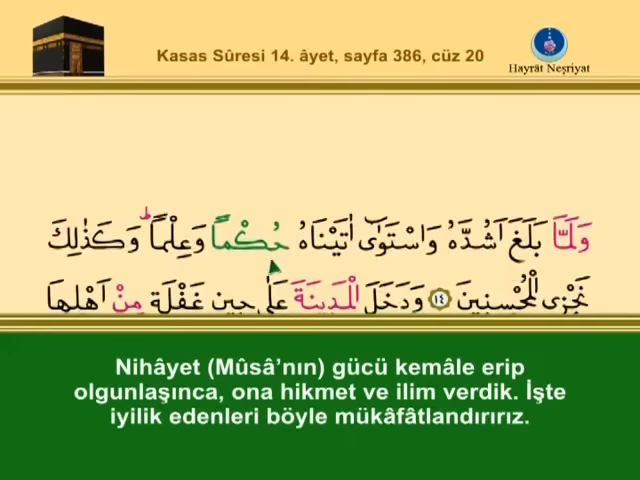 Kasas Sûresi 14. âyet, sayfa 386, cüz 20
Hayrât Neşriyat
وَلَمَّا بَلَغَ اَشُدَّهُ وَاسْتَوٰٓى اٰتَيْنَاهُ حُكْمًا وَعِلْمًاۜ وَكَذٰلِكَ
نَجْزِى الْمُحْسِنِينَ ﴿١٤﴾ وَدَخَلَ الْمَدِينَةَ عَلٰى حِينِ غَفْلَةٍ مِنْ اَهْلِهَا
Nihâyet (Mûsâ’nın) gücü kemâle erip
olgunlaşınca, ona hikmet ve ilim verdik. İşte
iyilik edenleri böyle mükâfâtlandırırız.